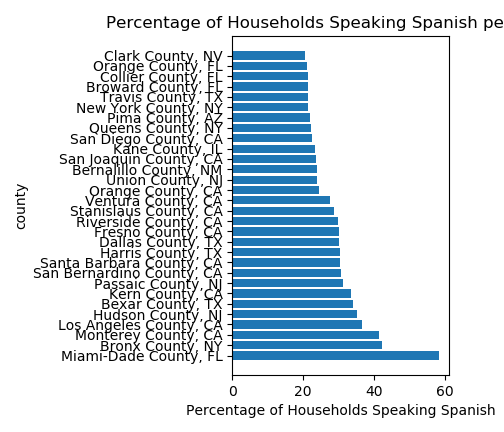 Percentage of Households Speaking Spanish pe
Clark County, NV
Orange County, FL
Collier County, FL
Broward County, FL
Travis County, TX
New York County, NY
Pima County, AZ
Queens County, NY
San Diego County, CA
Kane County, IL
San Joaquin County, CA
Bernalillo County, NM
Union County, NJ
Orange County, CA
Ventura County, CA
Stanislaus County, CA
Riverside County, CA
Fresno County, CA
Dallas County, TX
Harris County, TX
Santa Barbara County, CA
San Bernardino County, CA
Passaic County, NJ
Kern County, CA
Bexar County, TX
Hudson County, NJ
Los Angeles County, CA
Monterey County, CA
Bronx County, NY
Miami-Dade County, FL
county
0 20 40 60
Percentage of Households Speaking Spanish